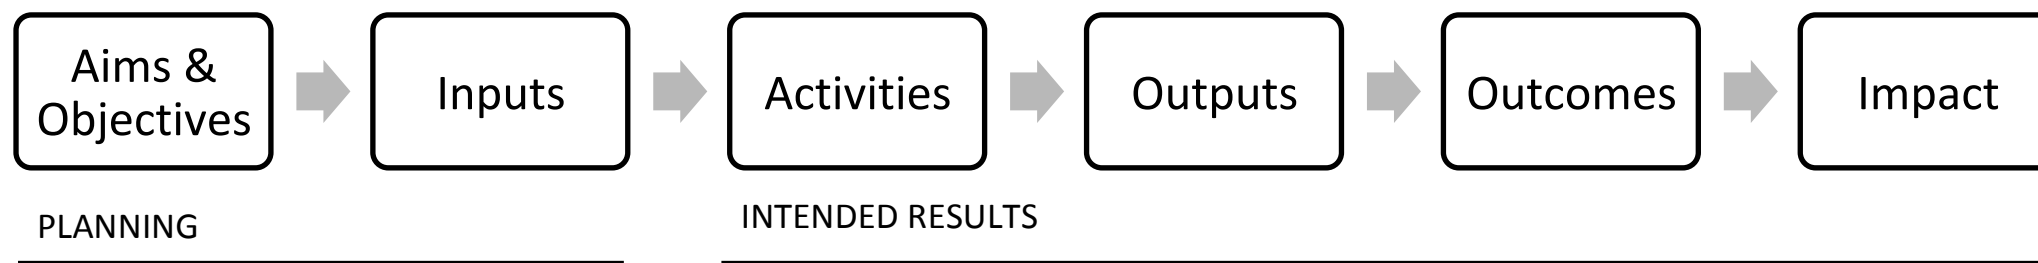 Aims &
Objectives
Inputs
Activities
Outputs
Outcomes
Impact
PLANNING
INTENDED RESULTS